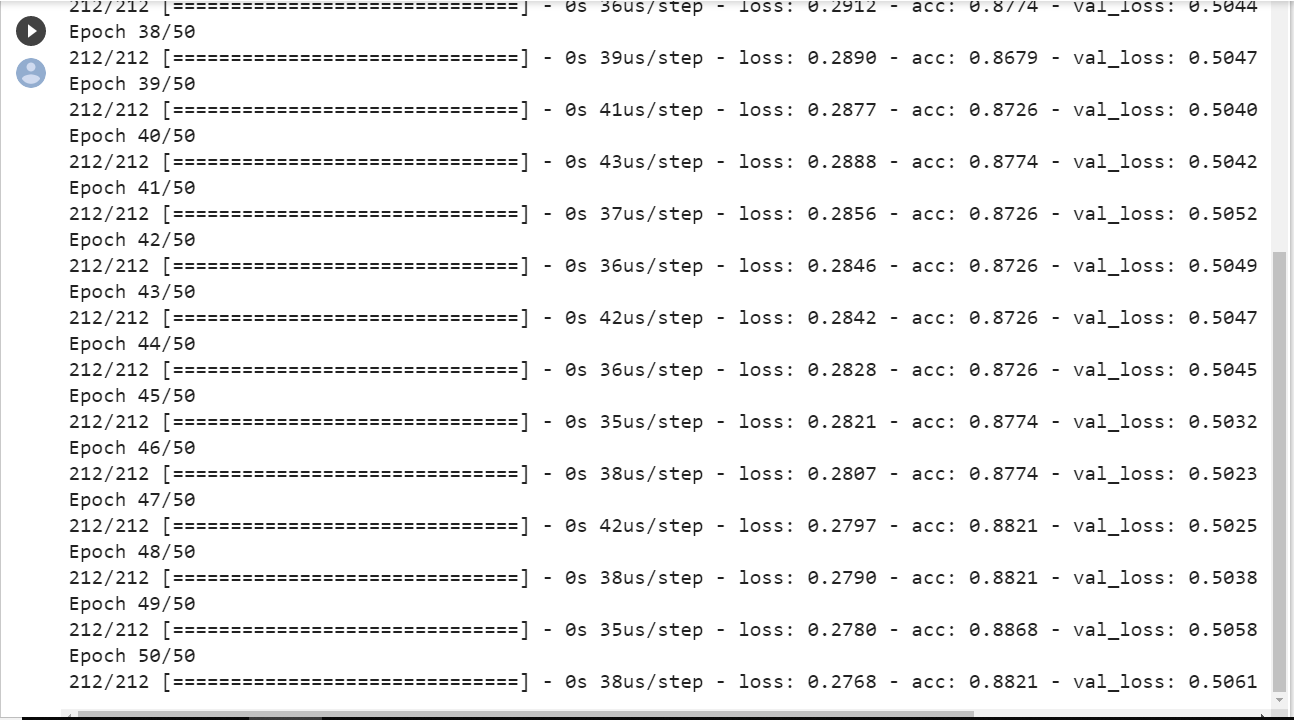 212/212 [==============================] - 0s 36us/step - loss: 0.2912 - acc: 0.8774 - val_loss: 0.5044
Epoch 38/50
212/212 [==============================] - 0s 39us/step - loss: 0.2890 - acc: 0.8679 - val_loss: 0.5047
Epoch 39/50
212/212 [==============================] - 0s 41us/step - loss: 0.2877 - acc: 0.8726 - val_loss: 0.5040
Epoch 40/50
212/212 [==============================] - 0s 43us/step - loss: 0.2888 - acc: 0.8774 - val_loss: 0.5042
Epoch 41/50
212/212 [==============================] - 0s 37us/step - loss: 0.2856 - acc: 0.8726 - val_loss: 0.5052
Epoch 42/50
212/212 [==============================] - 0s 36us/step - loss: 0.2846 - acc: 0.8726 - val_loss: 0.5049
Epoch 43/50
212/212 [==============================] - 0s 42us/step - loss: 0.2842 - acc: 0.8726 - val_loss: 0.5047
Epoch 44/50
212/212 [==============================] - 0s 36us/step - loss: 0.2828 - acc: 0.8726 - val_loss: 0.5045
Epoch 45/50
212/212 [==============================] - 0s 35us/step - loss: 0.2821 - acc: 0.8774 - val_loss: 0.5032
Epoch 46/50
212/212 [==============================] - 0s 38us/step - loss: 0.2807 - acc: 0.8774 - val_loss: 0.5023
Epoch 47/50
212/212 [==============================] - 0s 42us/step - loss: 0.2797 - acc: 0.8821 - val_loss: 0.5025
Epoch 48/50
212/212 [==============================] - 0s 38us/step - loss: 0.2790 - acc: 0.8821 - val_loss: 0.5038
Epoch 49/50
212/212 [==============================] - 0s 35us/step - loss: 0.2780 - acc: 0.8868 - val_loss: 0.5058
Epoch 50/50
212/212 [==============================] - 0s 38us/step - loss: 0.2768 - acc: 0.8821 - val_loss: 0.5061